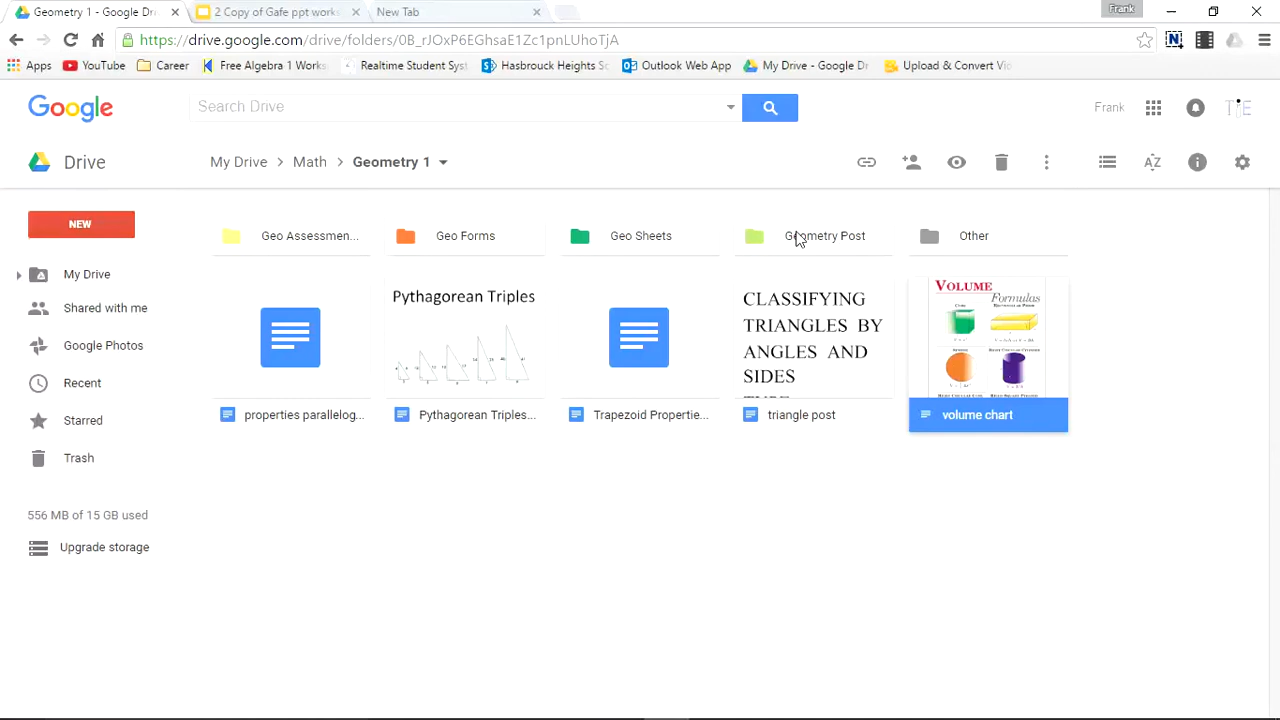 Geometry 1 - Google Dr
2 Copy of Gafe ppt works
New Tab
Frank
https://drive.google.com/drive/folders/0B_rJOxP6EGhsaE1Zc1pnLUhoTjA
Apps
YouTube
Career
Free Algebra 1 Works
Realtime Student Syst
Hasbrouck Heights Sc
Outlook Web App
My Drive - Google Dr
Upload & Convert Vid
Google
Search Drive
Frank
Drive
My Drive
Math
Geometry 1
NEW
Geo Assessmen...
Geo Forms
Geo Sheets
Geometry Post
Other
My Drive
Shared with me
Google Photos
Recent
Starred
Trash
556 MB of 15 GB used
Upgrade storage
Pythagorean Triples
CLASSIFYING
TRIANGLES BY
ANGLES AND
SIDES
VOLUME
Formulas
properties parallelog...
Pythagorean Triples...
Trapezoid Propertie...
triangle post
volume chart